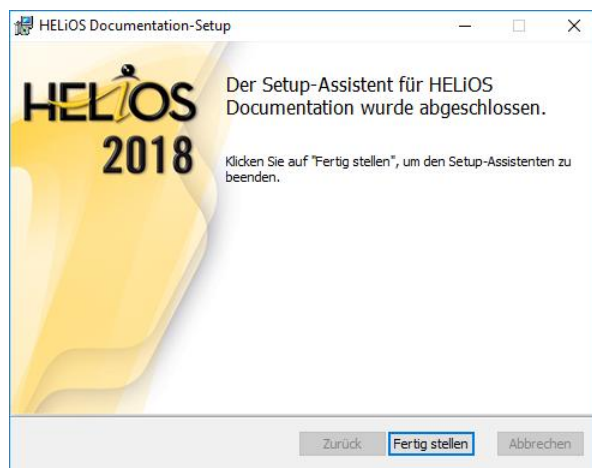 HELiOS Documentation-Setup
HELiOS
2018
Der Setup-Assistent für HELiOS
Documentation wurde abgeschlossen.
Klicken Sie auf "Fertig stellen", um den Setup-Assistenten zu
beenden.
Zurück Fertig stellen Abbrechen